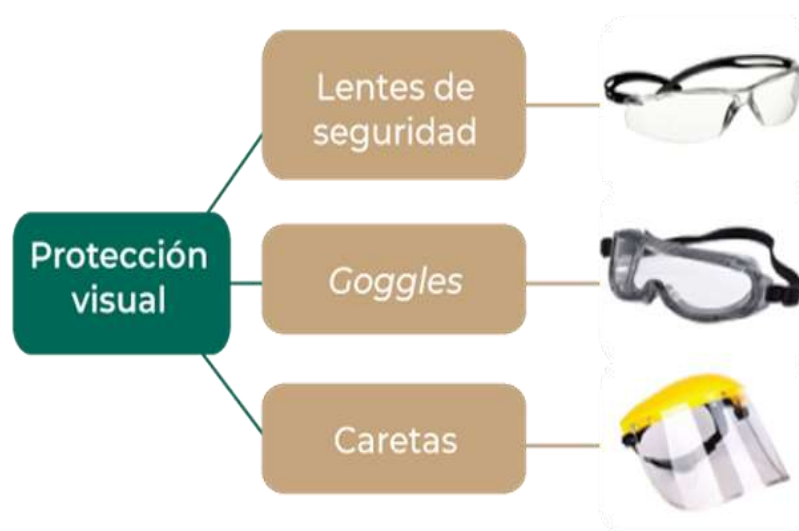 Protección
visual
Lentes de
seguridad
Goggles
Caretas